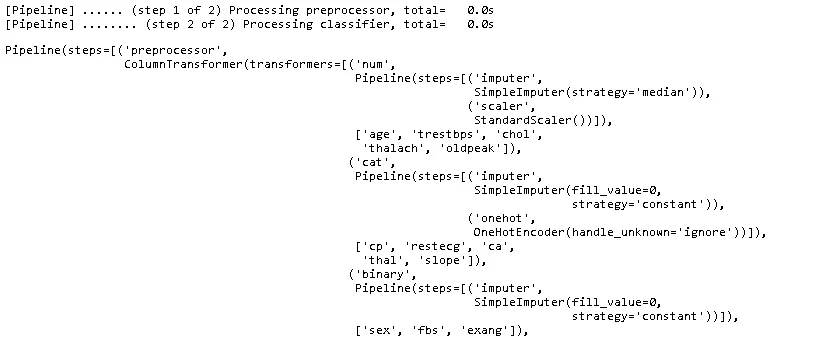 [Pipeline] ...... (step 1 of 2) Processing preprocessor, total=   0.0s
[Pipeline] ........ (step 2 of 2) Processing classifier, total=   0.0s

Pipeline(steps=[('preprocessor',
                 ColumnTransformer(transformers=[('num',
                                                  Pipeline(steps=[('imputer',
                                                                   SimpleImputer(strategy='median')),
                                                                  ('scaler',
                                                                   StandardScaler())]),
                                                  ['age', 'trestbps', 'chol',
                                                   'thalach', 'oldpeak']),
                                                 ('cat',
                                                  Pipeline(steps=[('imputer',
                                                                   SimpleImputer(fill_value=0,
                                                                                 strategy='constant')),
                                                                  ('onehot',
                                                                   OneHotEncoder(handle_unknown='ignore'))]),
                                                  ['cp', 'restecg', 'ca',
                                                   'thal', 'slope']),
                                                 ('binary',
                                                  Pipeline(steps=[('imputer',
                                                                   SimpleImputer(fill_value=0,
                                                                                 strategy='constant'))]),
                                                  ['sex', 'fbs', 'exang']),